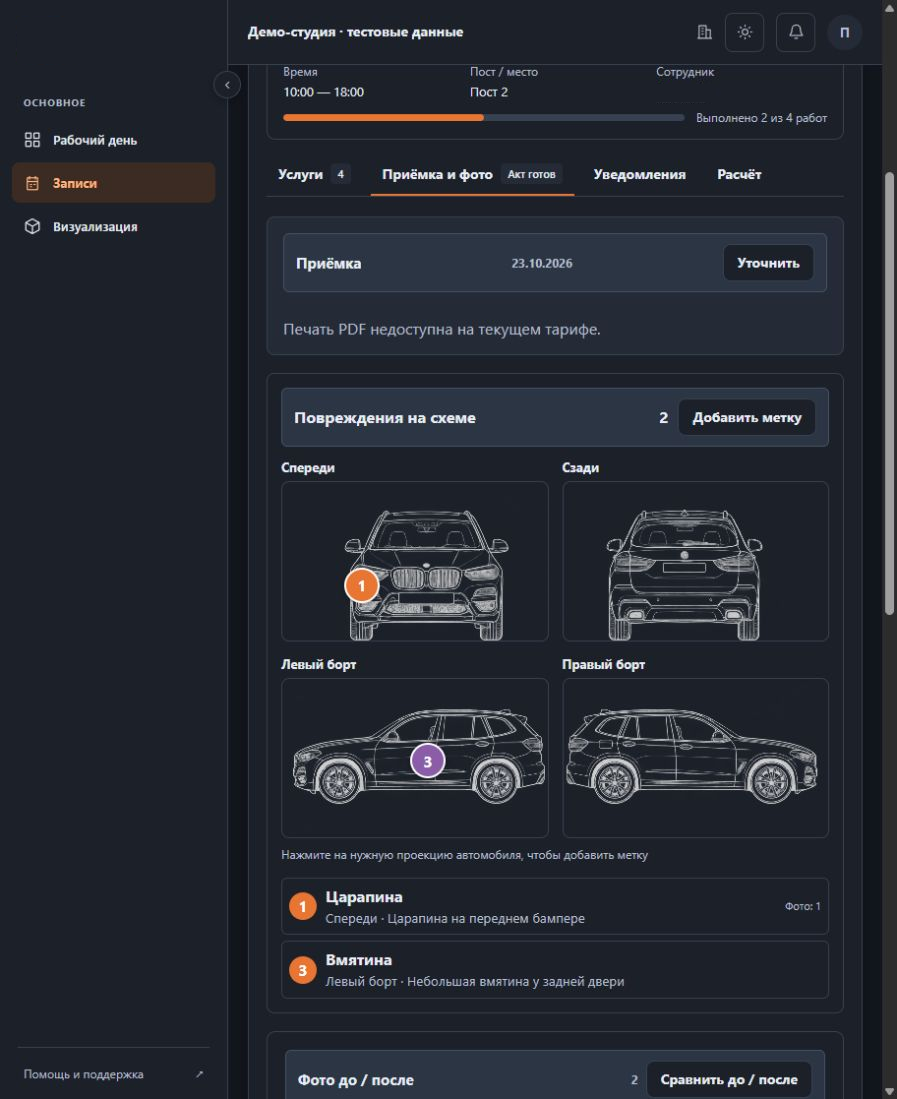 Демо-студия · тестовые данные
П
ОСНОВНОЕ
Рабочий день
Записи
Визуализация
Помощь и поддержка
Время
Пост / место
Сотрудник
10:00 — 18:00
Пост 2
Выполнено 2 из 4 работ
Услуги 4
Приёмка и фото Акт готов
Уведомления
Расчёт
Приёмка
23.10.2026
Уточнить
Печать PDF недоступна на текущем тарифе.
Повреждения на схеме
2
Добавить метку
Спереди
Сзади
1
Левый борт
Правый борт
3
Нажмите на нужную проекцию автомобиля, чтобы добавить метку
1
Царапина
Спереди · Царапина на переднем бампере
Фото: 1
3
Вмятина
Левый борт · Небольшая вмятина у задней двери
Фото до / после
2
Сравнить до / после